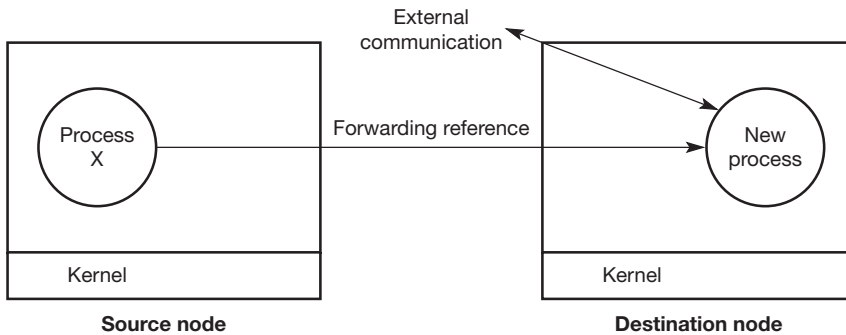 External
communication
Process
X
Forwarding reference
New
process
Kernel
Kernel
Source node
Destination node